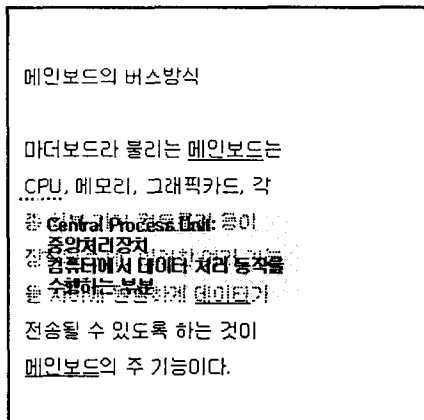 메인보드의 버스방식
마더보드라 불리는 메인보드는
CPU, 메모리, 그래픽카드, 각
Central Process Unit:
중앙처리장치
컴퓨터에서 데이터 처리 동작을
수행하는 부분
데이터가
전송될 수 있도록 하는 것이
메인보드의 주 기능이다.